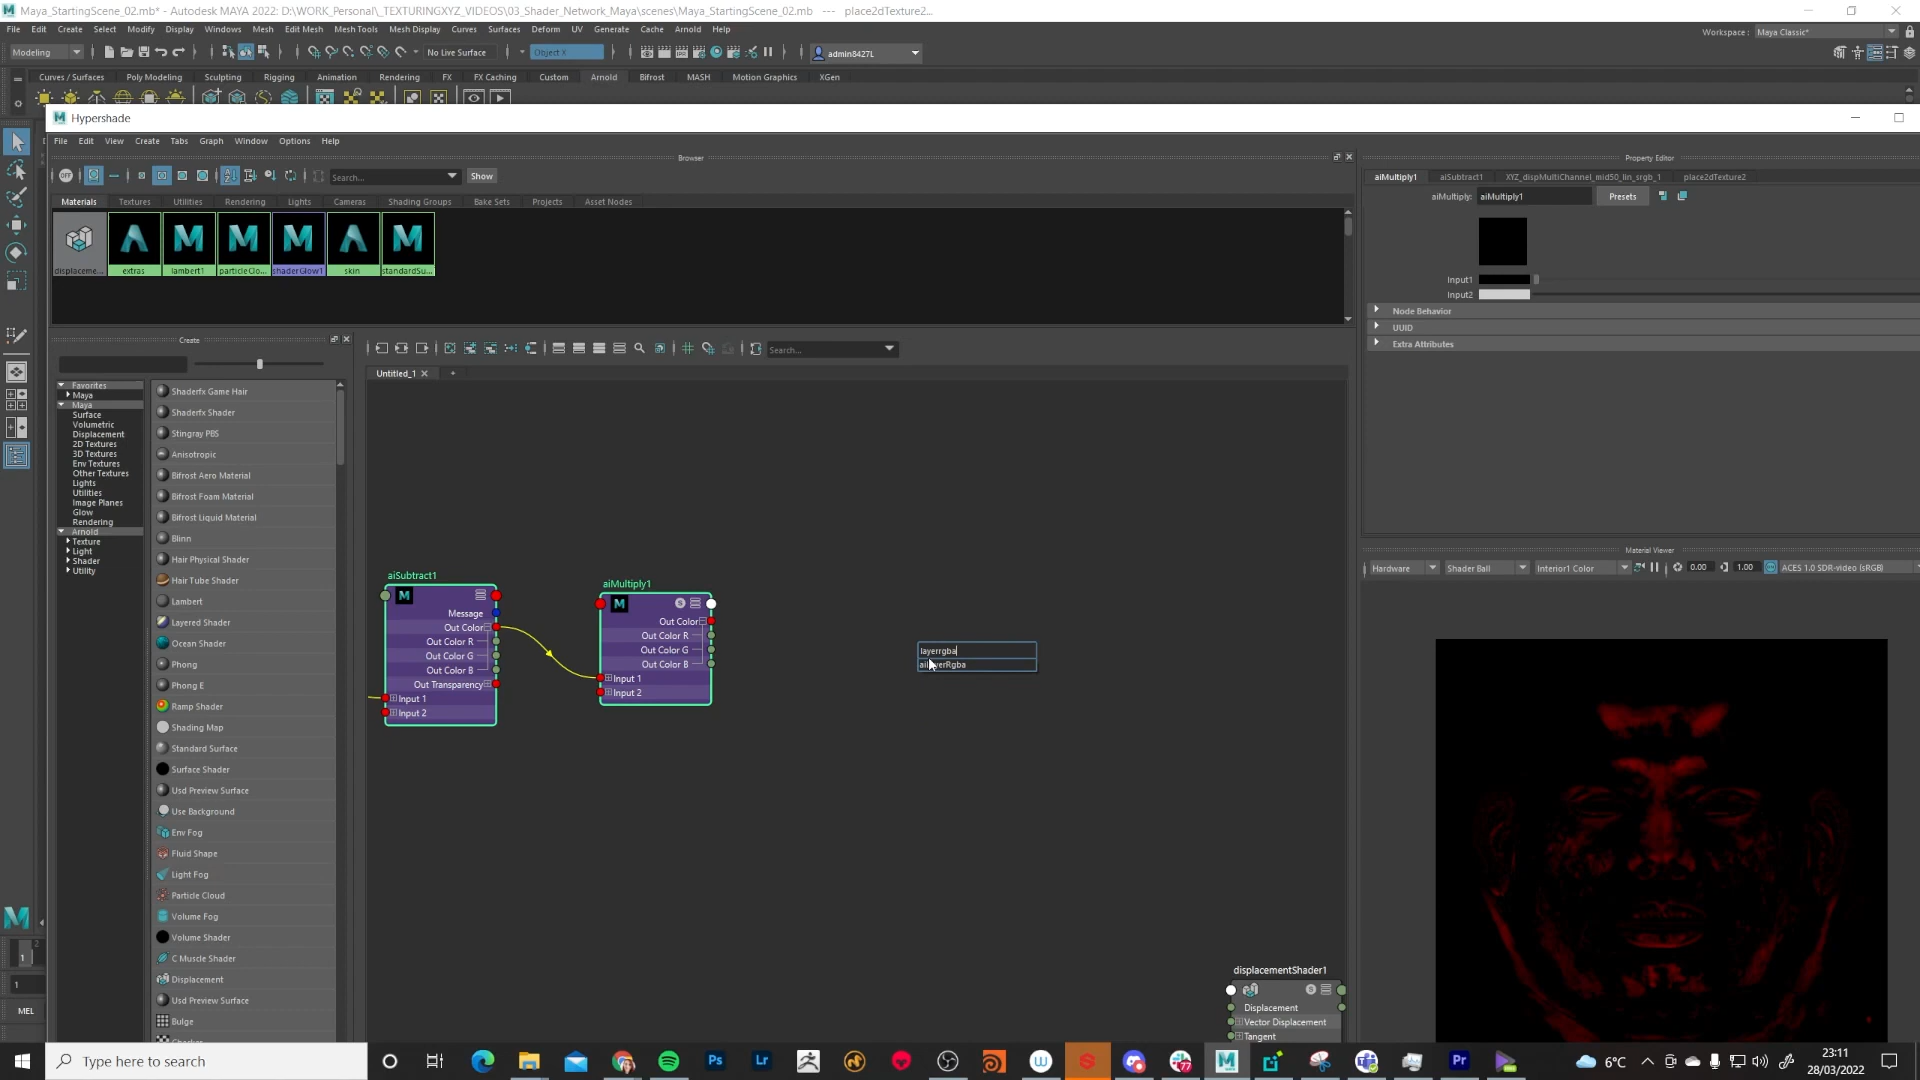 Maya_StartingScene_02.mb* - Autodesk MAYA 2022: D:\WORK_Personal\_TEXTURINGXYZ_VIDEOS\03_Shader_Network_Maya\scenes\Maya_StartingScene_02.mb --- place2dTexture2...
File Edit Create Select Modify Display Windows Mesh Edit Mesh Mesh Tools Mesh Display Curves Surfaces Deform UV Generate Cache Arnold Help
Workspace: Maya Classic*
Modeling No Live Surface Object X admin8427L
Curves / Surfaces Poly Modeling Sculpting Rigging Animation Rendering FX FX Caching Custom Arnold Bifrost MASH Motion Graphics XGen
Hypershade
File Edit View Create Tabs Graph Window Options Help
Browser
Search... Show
Materials Textures Utilities Rendering Lights Cameras Shading Groups Bake Sets Projects Asset Nodes
displaceme... extras lambert1 particleClo... shaderGlow1 skin standardSu...
Property Editor
aiMultiply1 aiSubtract1 XYZ_dispMultiChannel_mid50_lin_srgb_1 place2dTexture2
aiMultiply: aiMultiply1 Presets
Input1
Input2
Node Behavior
UUID
Extra Attributes
Create
Search...
Untitled_1
Favorites
Maya
Maya
Surface
Volumetric
Displacement
2D Textures
3D Textures
Env Textures
Other Textures
Lights
Utilities
Image Planes
Glow
Rendering
Arnold
Texture
Light
Shader
Utility
Shaderfx Game Hair
Shaderfx Shader
Stingray PBS
Anisotropic
Bifrost Aero Material
Bifrost Foam Material
Bifrost Liquid Material
Blinn
Hair Physical Shader
Hair Tube Shader
Lambert
Layered Shader
Ocean Shader
Phong
Phong E
Ramp Shader
Shading Map
Standard Surface
Surface Shader
Usd Preview Surface
Use Background
Env Fog
Fluid Shape
Light Fog
Particle Cloud
Volume Fog
Volume Shader
C Muscle Shader
Displacement
Usd Preview Surface
Bulge
aiSubtract1
Message
Out Color
Out Color R
Out Color G
Out Color B
Out Transparency
Input 1
Input 2
aiMultiply1
Out Color
Out Color R
Out Color G
Out Color B
Input 1
Input 2
layerrgba
displacementShader1
Displacement
Vector Displacement
Tangent
Material Viewer
Hardware Shader Ball Interior1 Color 0.00 1.00 ACES 1.0 SDR-video (sRGB)
1
1
MEL
Type here to search
6°C
23:11
28/03/2022